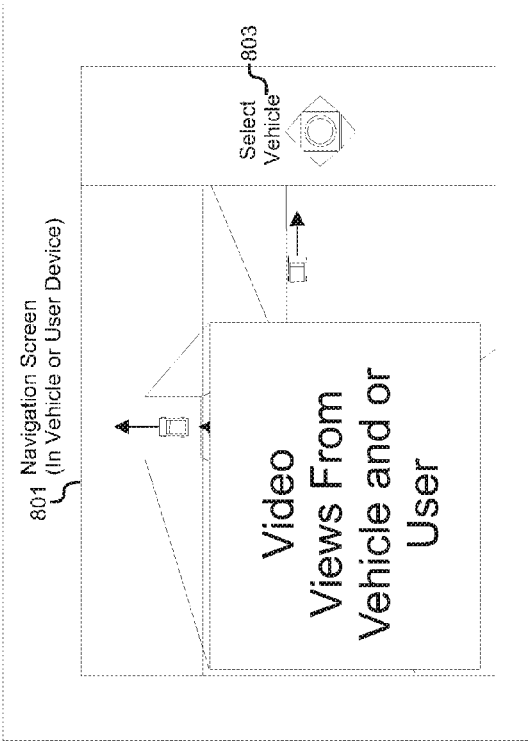 801 Navigation Screen
(In Vehicle or User Device)
Select
Vehicle 803
Video
Views From
Vehicle and or
User